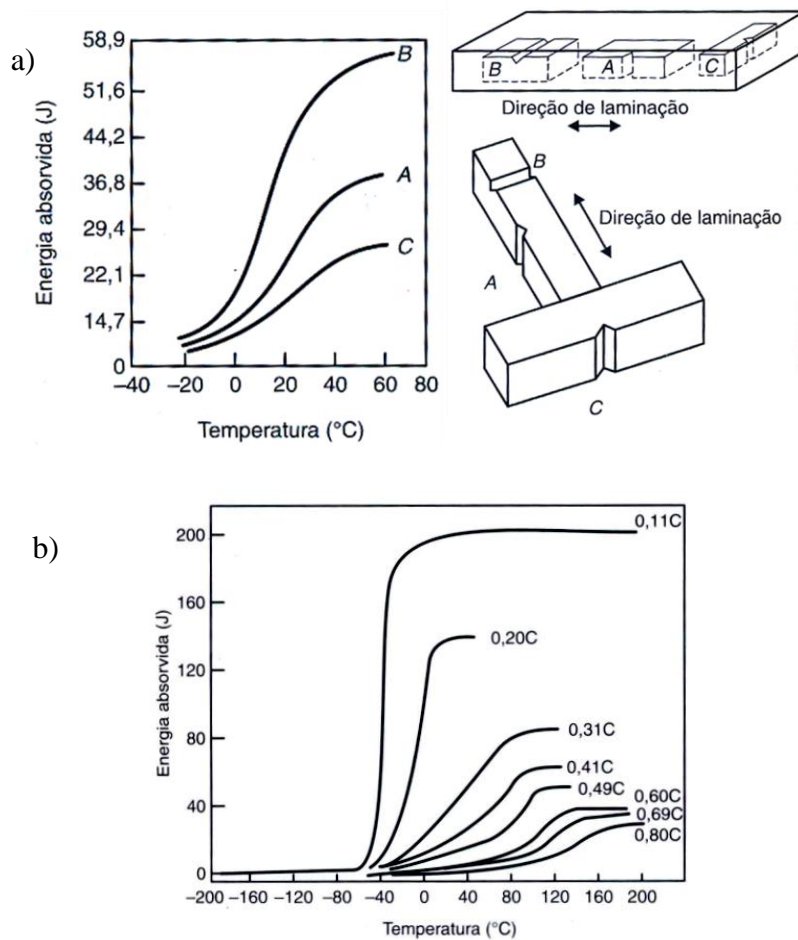 a)
Energia absorvida (J)
58,9
51,6
44,2
36,8
29,4
22,1
14,7
0
–40
–20
0
20
40
60
80
Temperatura (°C)
B
A
C
B
A
C
Direção de laminação
B
Direção de laminação
A
C
b)
Energia absorvida (J)
200
160
120
80
40
0
–200
–160
–120
–80
–40
0
40
80
120
160
200
Temperatura (°C)
0,11C
0,20C
0,31C
0,41C
0,49C
0,60C
0,69C
0,80C